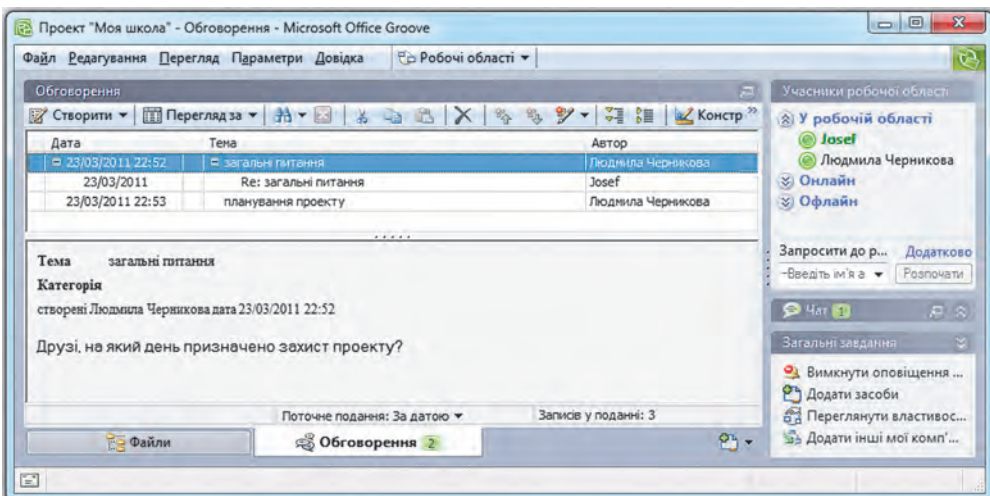 Проект "Моя школа" - Обговорення - Microsoft Office Groove
Файл Редагування Перегляд Параметри Довідка Робочі області
Обговорення
Створити Перегляд за Констр
Дата Тема Автор
23/03/2011 22:52 загальні питання Людмила Черникова
23/03/2011 Re: загальні питання Josef
23/03/2011 22:53 планування проекту Людмила Черникова
Тема загальні питання
Категорія
створені Людмила Черникова дата 23/03/2011 22:52
Друзі, на який день призначено захист проекту?
Поточне подання: За датою Записів у поданні: 3
Файли Обговорення 2
Учасники робочої області
У робочій області
Josef
Людмила Черникова
Онлайн
Офлайн
Запросити до р... Додатково
-Введіть ім'я а Розпочати
Чат 1
Загальні завдання
Вимкнути оповіщення ...
Додати засоби
Переглянути властивос...
Додати інші мої комп'...